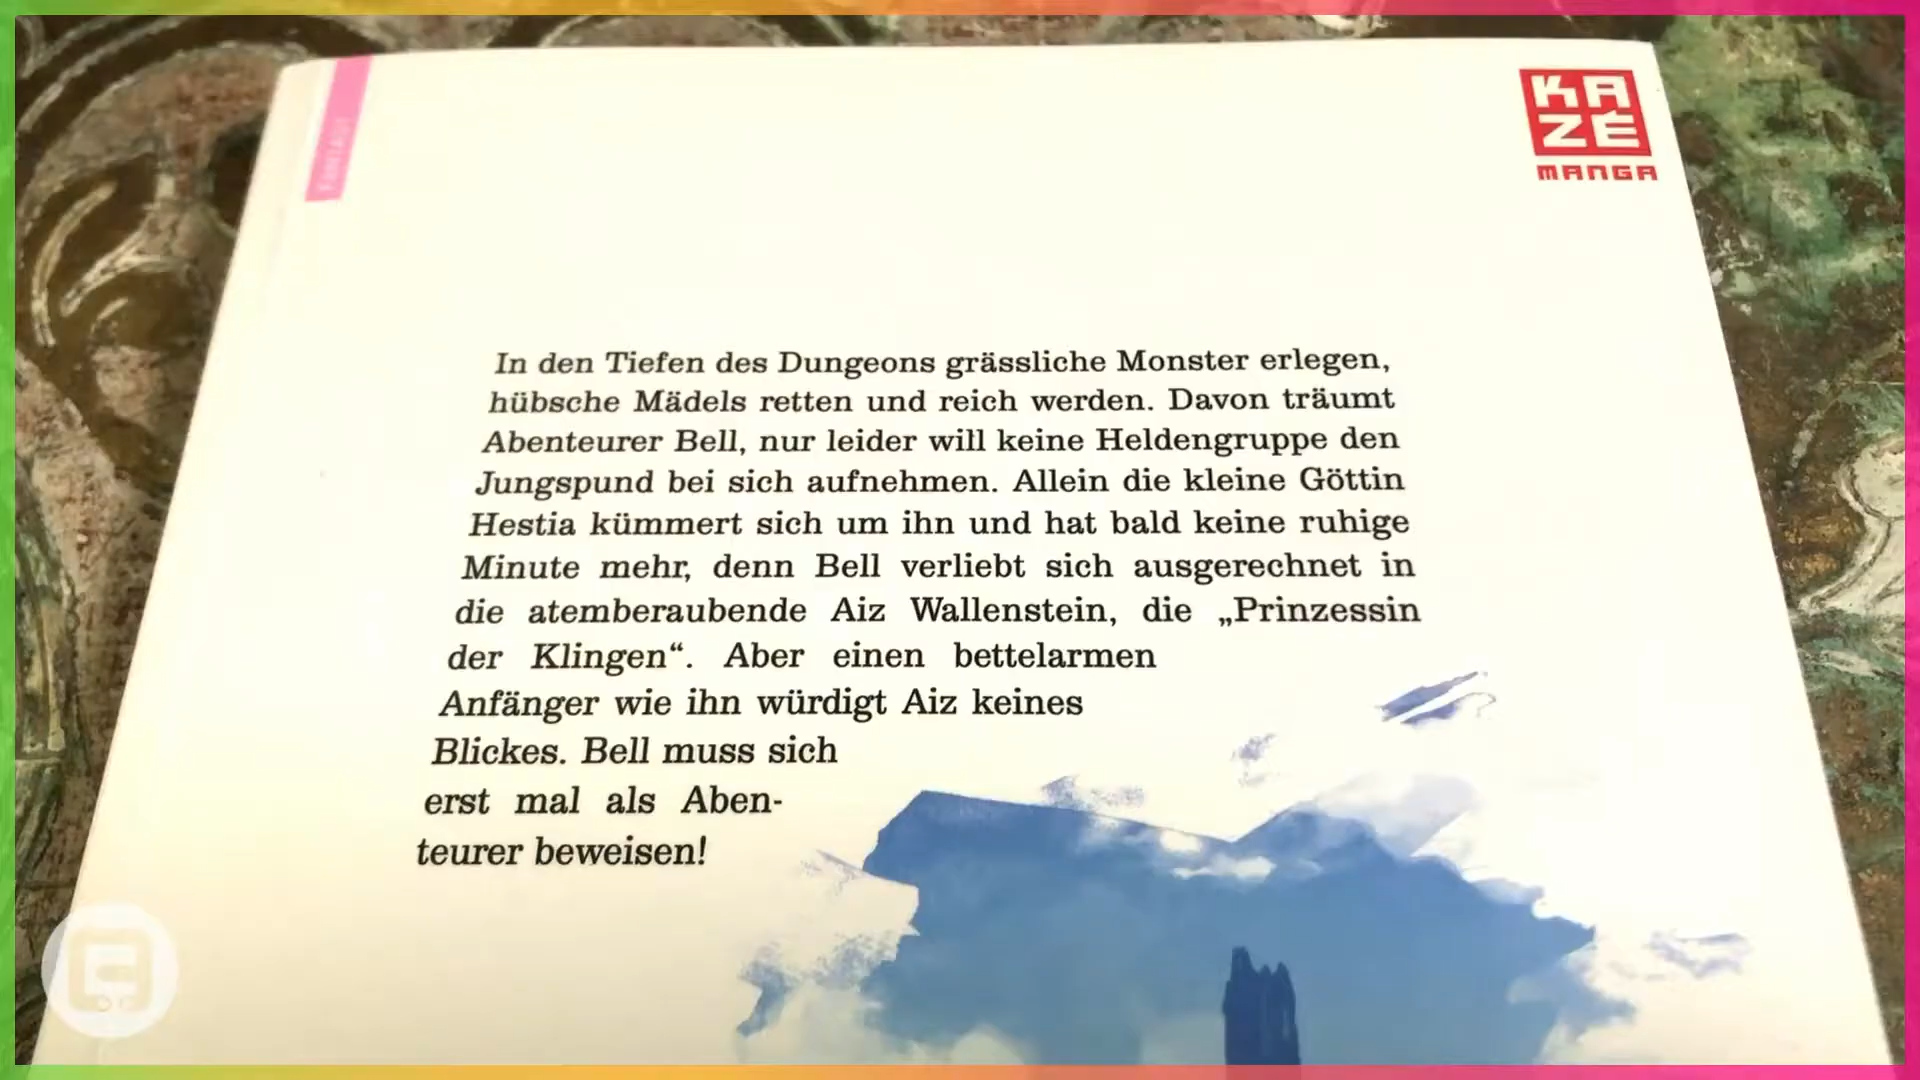 FANTASY
KAZÉ
MANGA
In den Tiefen des Dungeons grässliche Monster erlegen,
hübsche Mädels retten und reich werden. Davon träumt
Abenteurer Bell, nur leider will keine Heldengruppe den
Jungspund bei sich aufnehmen. Allein die kleine Göttin
Hestia kümmert sich um ihn und hat bald keine ruhige
Minute mehr, denn Bell verliebt sich ausgerechnet in
die atemberaubende Aiz Wallenstein, die „Prinzessin
der Klingen“. Aber einen bettelarmen
Anfänger wie ihn würdigt Aiz keines
Blickes. Bell muss sich
erst mal als Aben-
teurer beweisen!